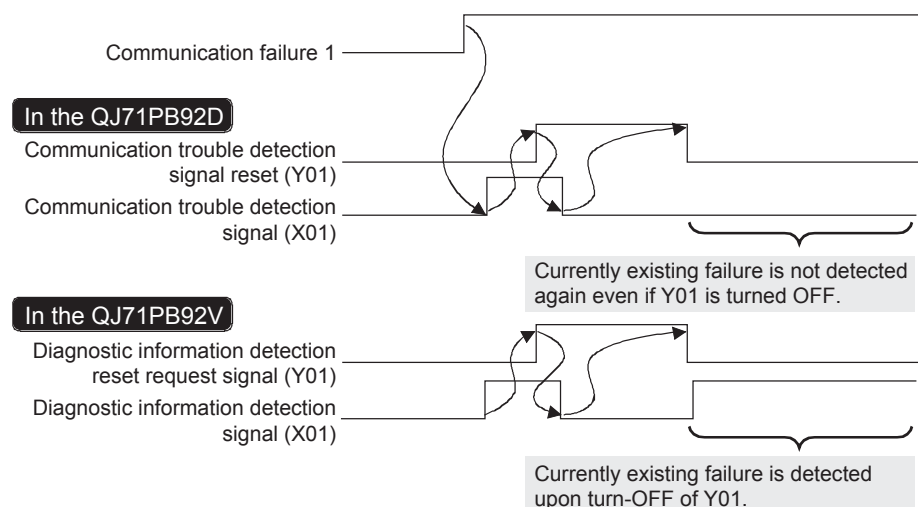 Communication failure 1
In the QJ71PB92D
Communication trouble detection
signal reset (Y01)
Communication trouble detection
signal (X01)
Currently existing failure is not detected
again even if Y01 is turned OFF.
In the QJ71PB92V
Diagnostic information detection
reset request signal (Y01)
Diagnostic information detection
signal (X01)
Currently existing failure is detected
upon turn-OFF of Y01.